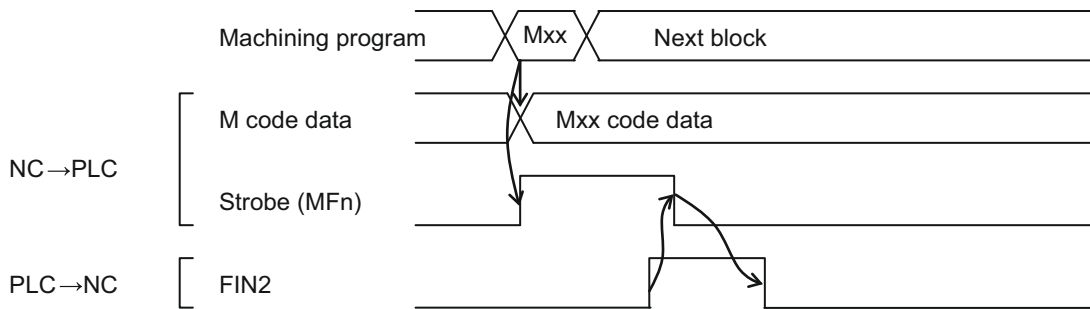 Machining program Mxx Next block
M code data Mxx code data
NC→PLC
Strobe (MFn)
PLC→NC FIN2